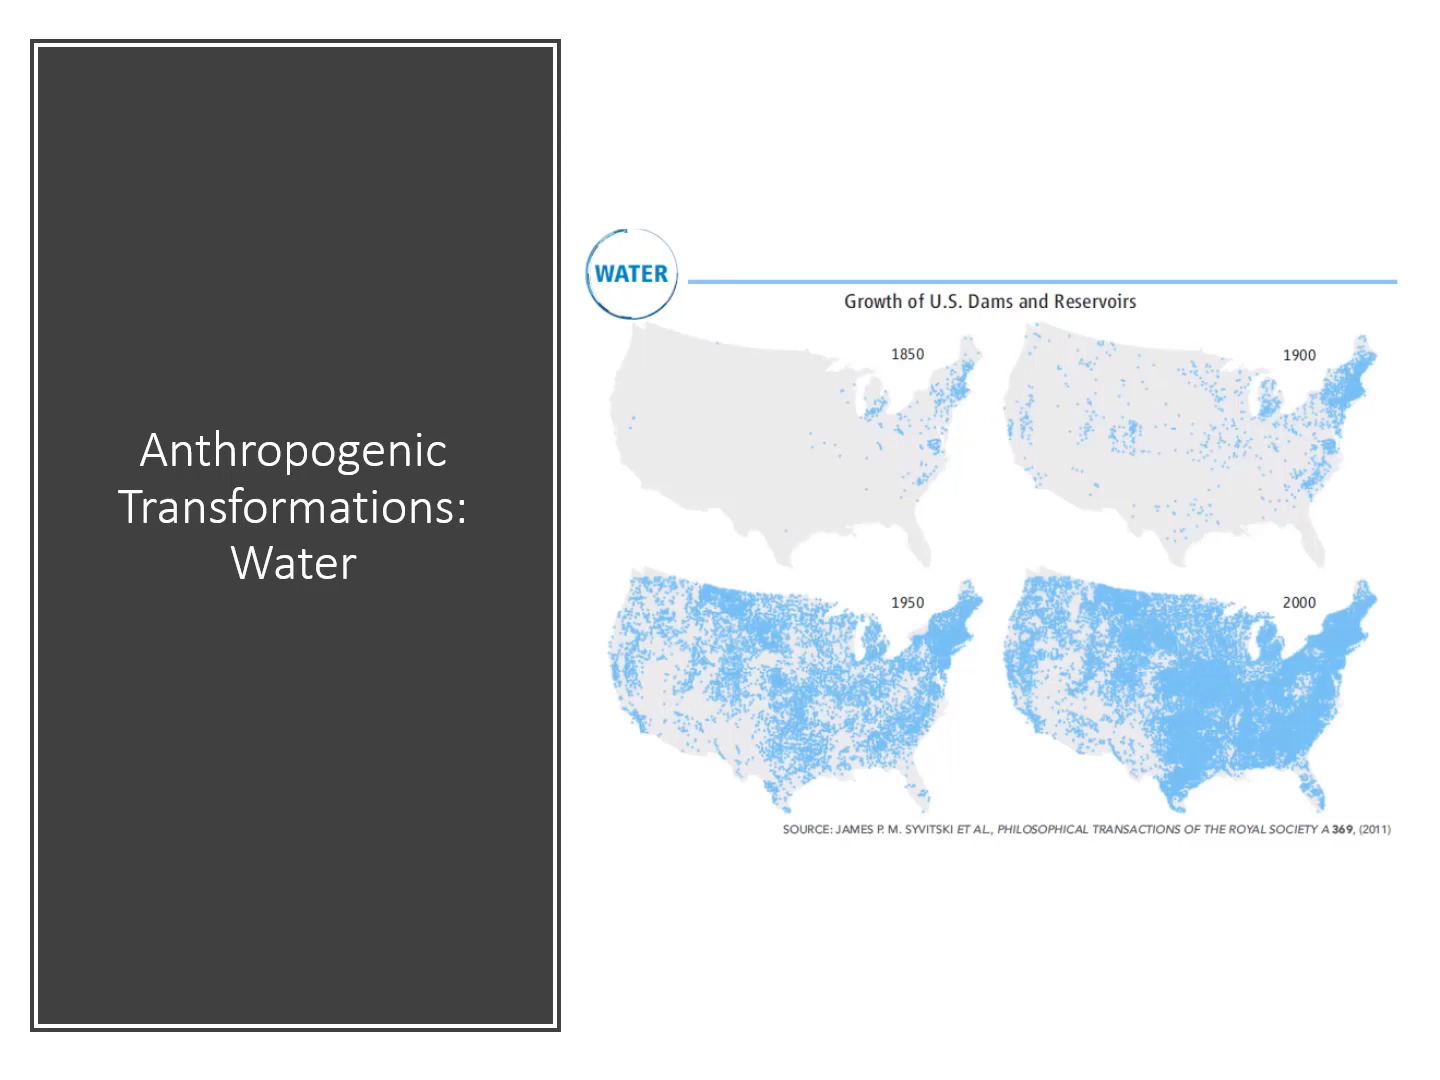 Anthropogenic
Transformations:
Water
WATER
Growth of U.S. Dams and Reservoirs
1850
1900
1950
2000
SOURCE: JAMES P. M. SYVITSKI ET AL., PHILOSOPHICAL TRANSACTIONS OF THE ROYAL SOCIETY A 369, (2011)